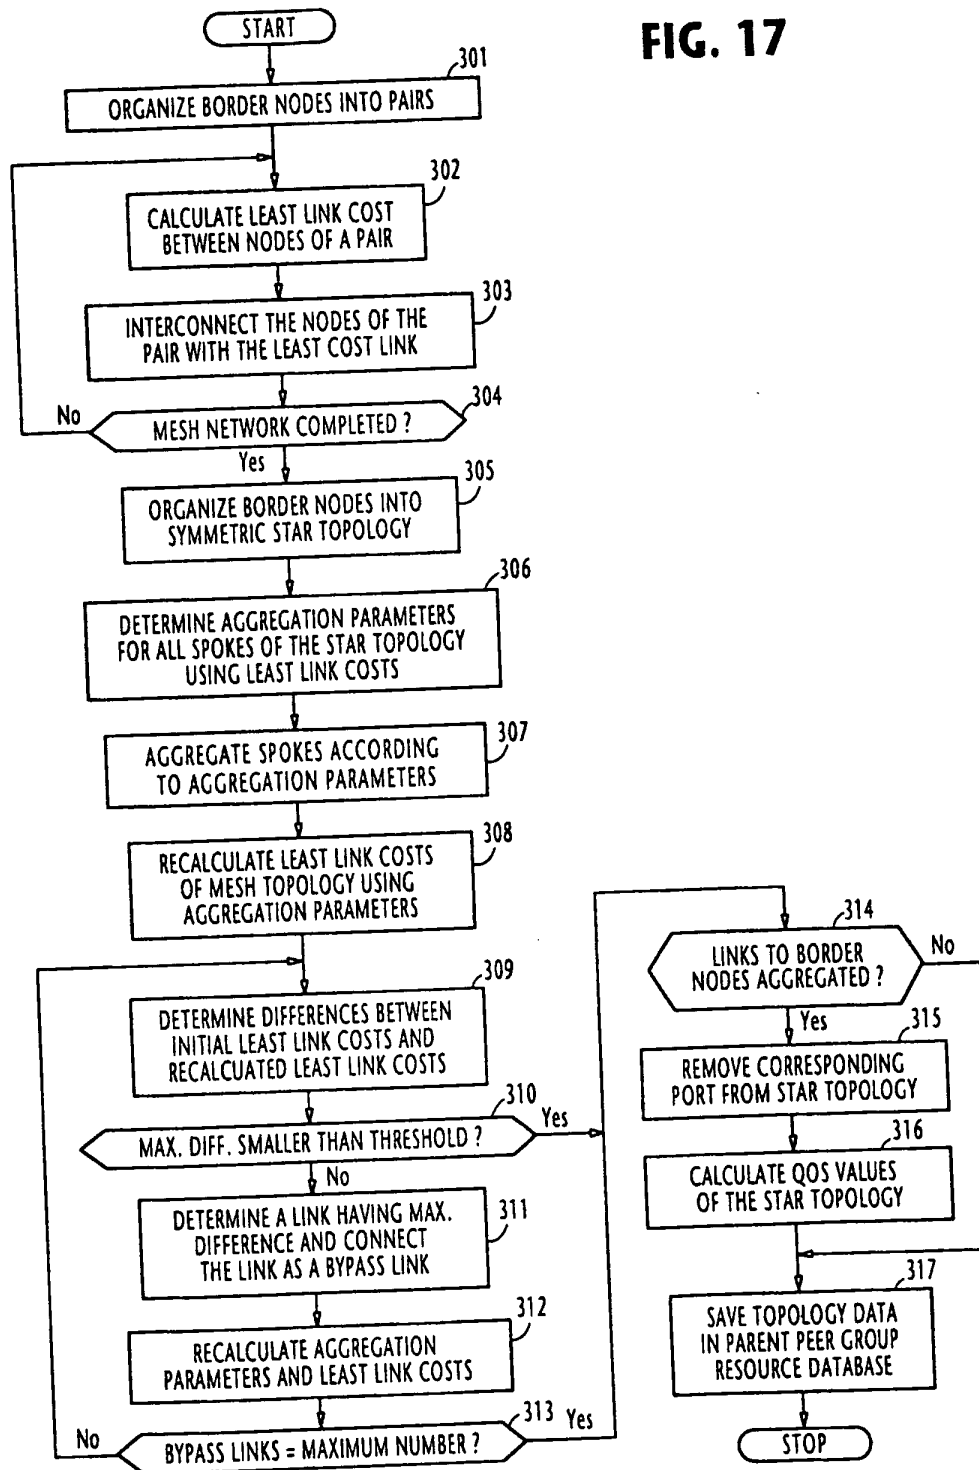 FIG. 17
START
301
ORGANIZE BORDER NODES INTO PAIRS
302
CALCULATE LEAST LINK COST
BETWEEN NODES OF A PAIR
303
INTERCONNECT THE NODES OF THE
PAIR WITH THE LEAST COST LINK
304
No
MESH NETWORK COMPLETED ?
Yes
305
ORGANIZE BORDER NODES INTO
SYMMETRIC STAR TOPOLOGY
306
DETERMINE AGGREGATION PARAMETERS
FOR ALL SPOKES OF THE STAR TOPOLOGY
USING LEAST LINK COSTS
307
AGGREGATE SPOKES ACCORDING
TO AGGREGATION PARAMETERS
308
RECALCULATE LEAST LINK COSTS
OF MESH TOPOLOGY USING
AGGREGATION PARAMETERS
309
DETERMINE DIFFERENCES BETWEEN
INITIAL LEAST LINK COSTS AND
RECALCUATED LEAST LINK COSTS
310
MAX. DIFF. SMALLER THAN THRESHOLD ?
Yes
No
311
DETERMINE A LINK HAVING MAX.
DIFFERENCE AND CONNECT
THE LINK AS A BYPASS LINK
312
RECALCULATE AGGREGATION
PARAMETERS AND LEAST LINK COSTS
313
No
BYPASS LINKS = MAXIMUM NUMBER ?
Yes
314
LINKS TO BORDER
NODES AGGREGATED ?
No
Yes
315
REMOVE CORRESPONDING
PORT FROM STAR TOPOLOGY
316
CALCULATE QOS VALUES
OF THE STAR TOPOLOGY
317
SAVE TOPOLOGY DATA
IN PARENT PEER GROUP
RESOURCE DATABASE
STOP